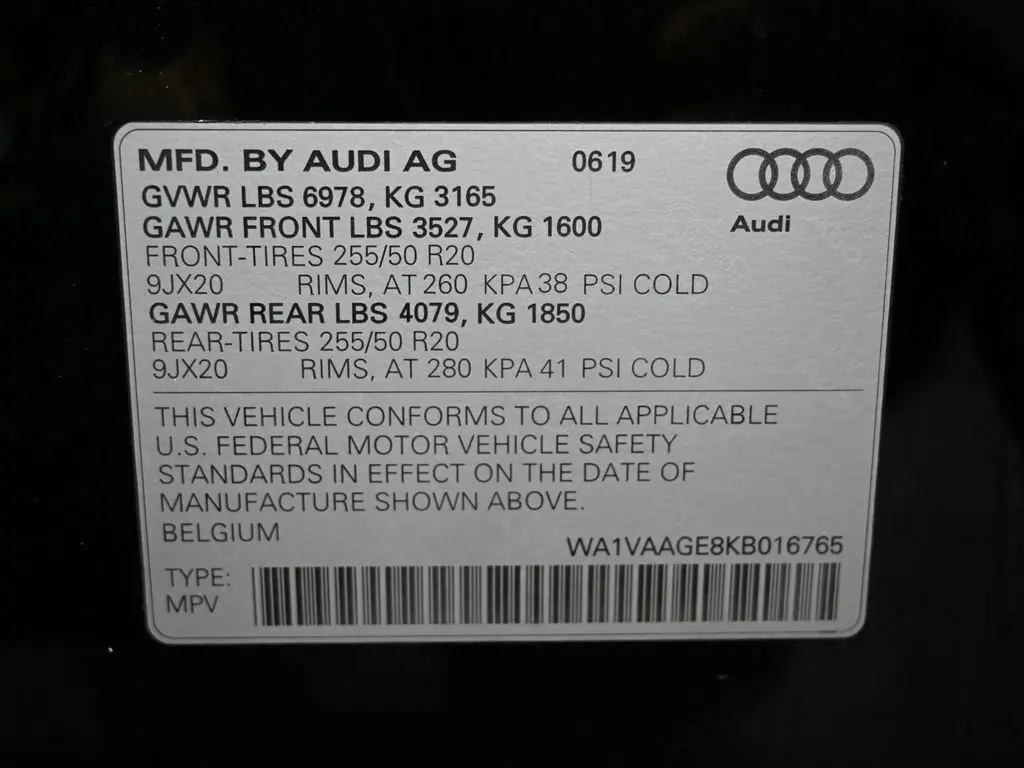 MFD. BY AUDI AG 0619
Audi
GVWR LBS 6978, KG 3165
GAWR FRONT LBS 3527, KG 1600
FRONT-TIRES 255/50 R20
9JX20 RIMS, AT 260 KPA 38 PSI COLD
GAWR REAR LBS 4079, KG 1850
REAR-TIRES 255/50 R20
9JX20 RIMS, AT 280 KPA 41 PSI COLD
THIS VEHICLE CONFORMS TO ALL APPLICABLE
U.S. FEDERAL MOTOR VEHICLE SAFETY
STANDARDS IN EFFECT ON THE DATE OF
MANUFACTURE SHOWN ABOVE.
BELGIUM
WA1VAAGE8KB016765
TYPE:
MPV